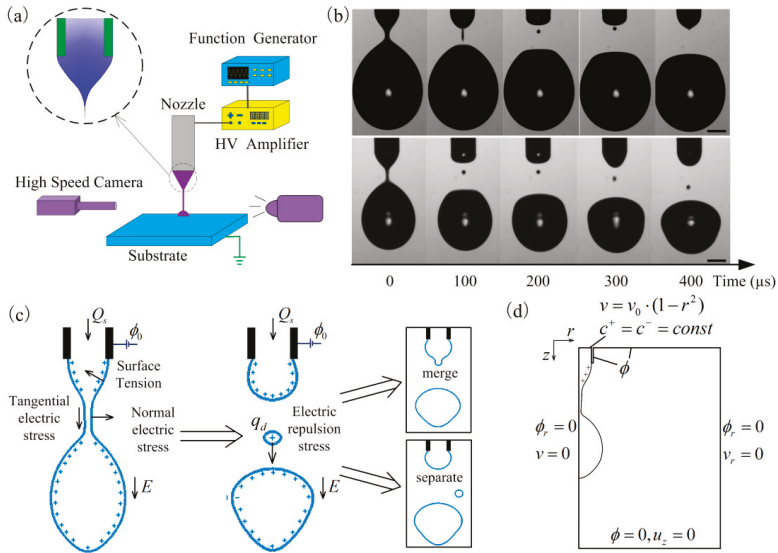 (a)
Function Generator
Nozzle
HV Amplifier
High Speed Camera
Substrate
(b)
0 100 200 300 400 Time (µs)
(c)
Q_s
ϕ_0
Surface
Tension
Tangential
electric
stress
Normal
electric
stress
E
Q_s
ϕ_0
q_d
Electric
repulsion
stress
E
merge
separate
(d)
v = v_0 · (1 − r^2)
r
c^+ = c^- = const
z
ϕ
ϕ_r = 0
v = 0
ϕ_r = 0
v_r = 0
ϕ = 0, u_z = 0